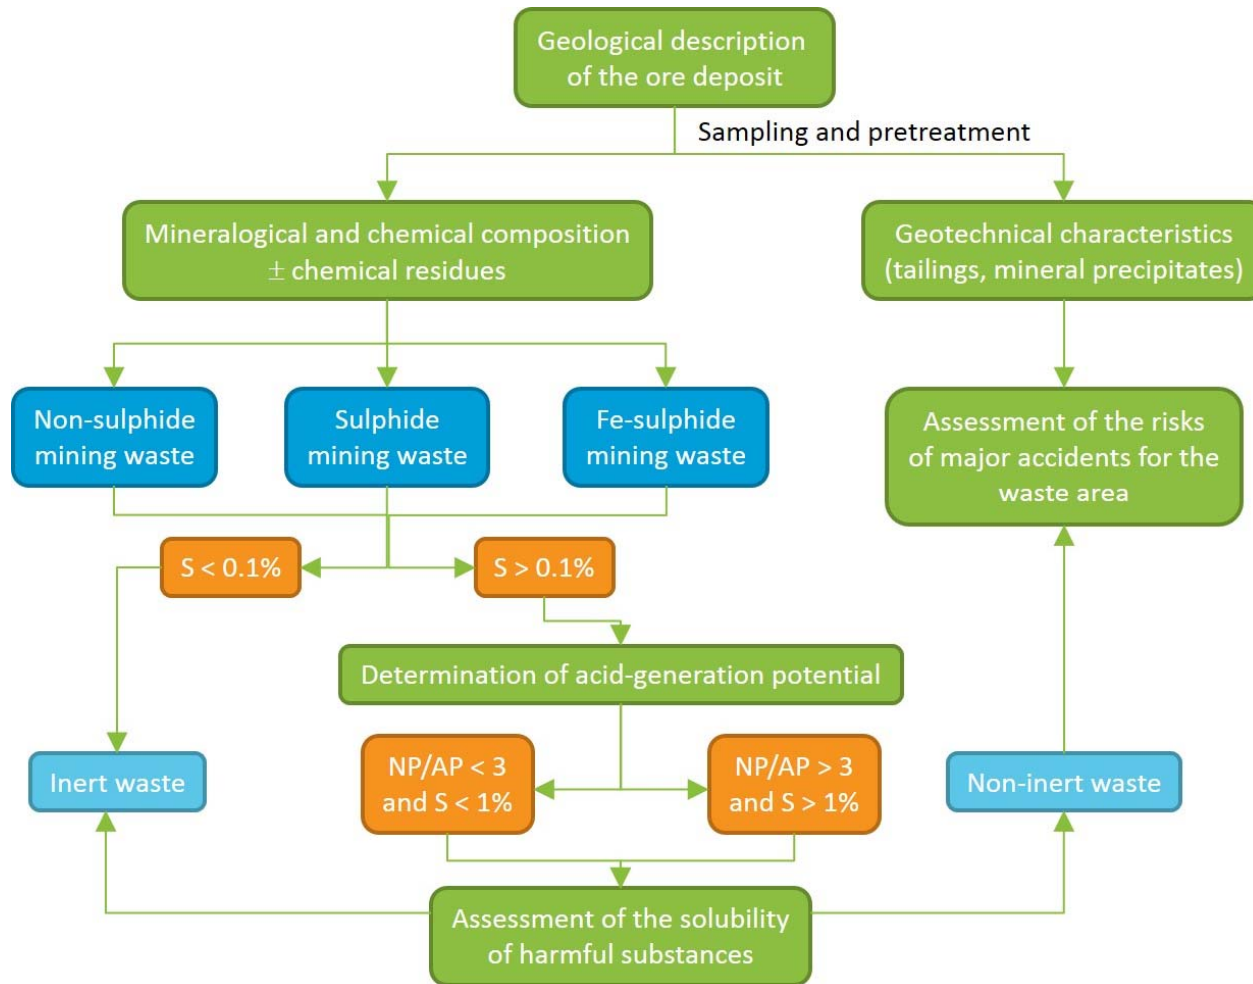 Geological description
of the ore deposit
Sampling and pretreatment
Mineralogical and chemical composition
± chemical residues
Geotechnical characteristics
(tailings, mineral precipitates)
Non-sulphide
mining waste
Sulphide
mining waste
Fe-sulphide
mining waste
Assessment of the risks
of major accidents for the
waste area
S < 0.1%
S > 0.1%
Determination of acid-generation potential
Inert waste
NP/AP < 3
and S < 1%
NP/AP > 3
and S > 1%
Non-inert waste
Assessment of the solubility
of harmful substances